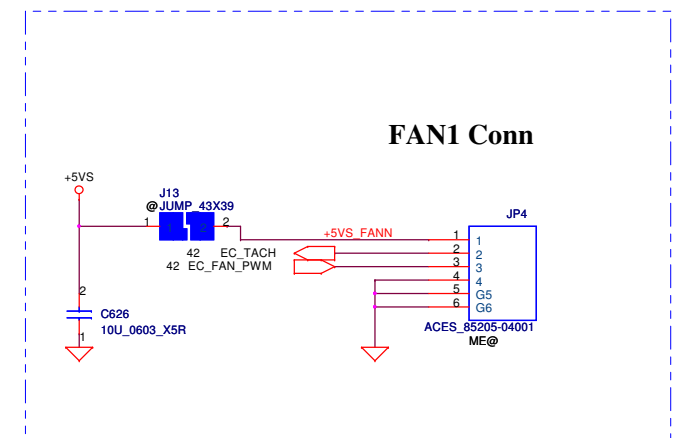 FAN1 Conn
+5VS
J13
@ JUMP_43X39
1 1 2 2
JP4
+5VS_FANN
1 1
42 EC_TACH
2 2
42 EC_FAN_PWM
3 3
4 4
5 G5
6 G6
2
C626
10U_0603_X5R
1
ACES_85205-04001
ME@